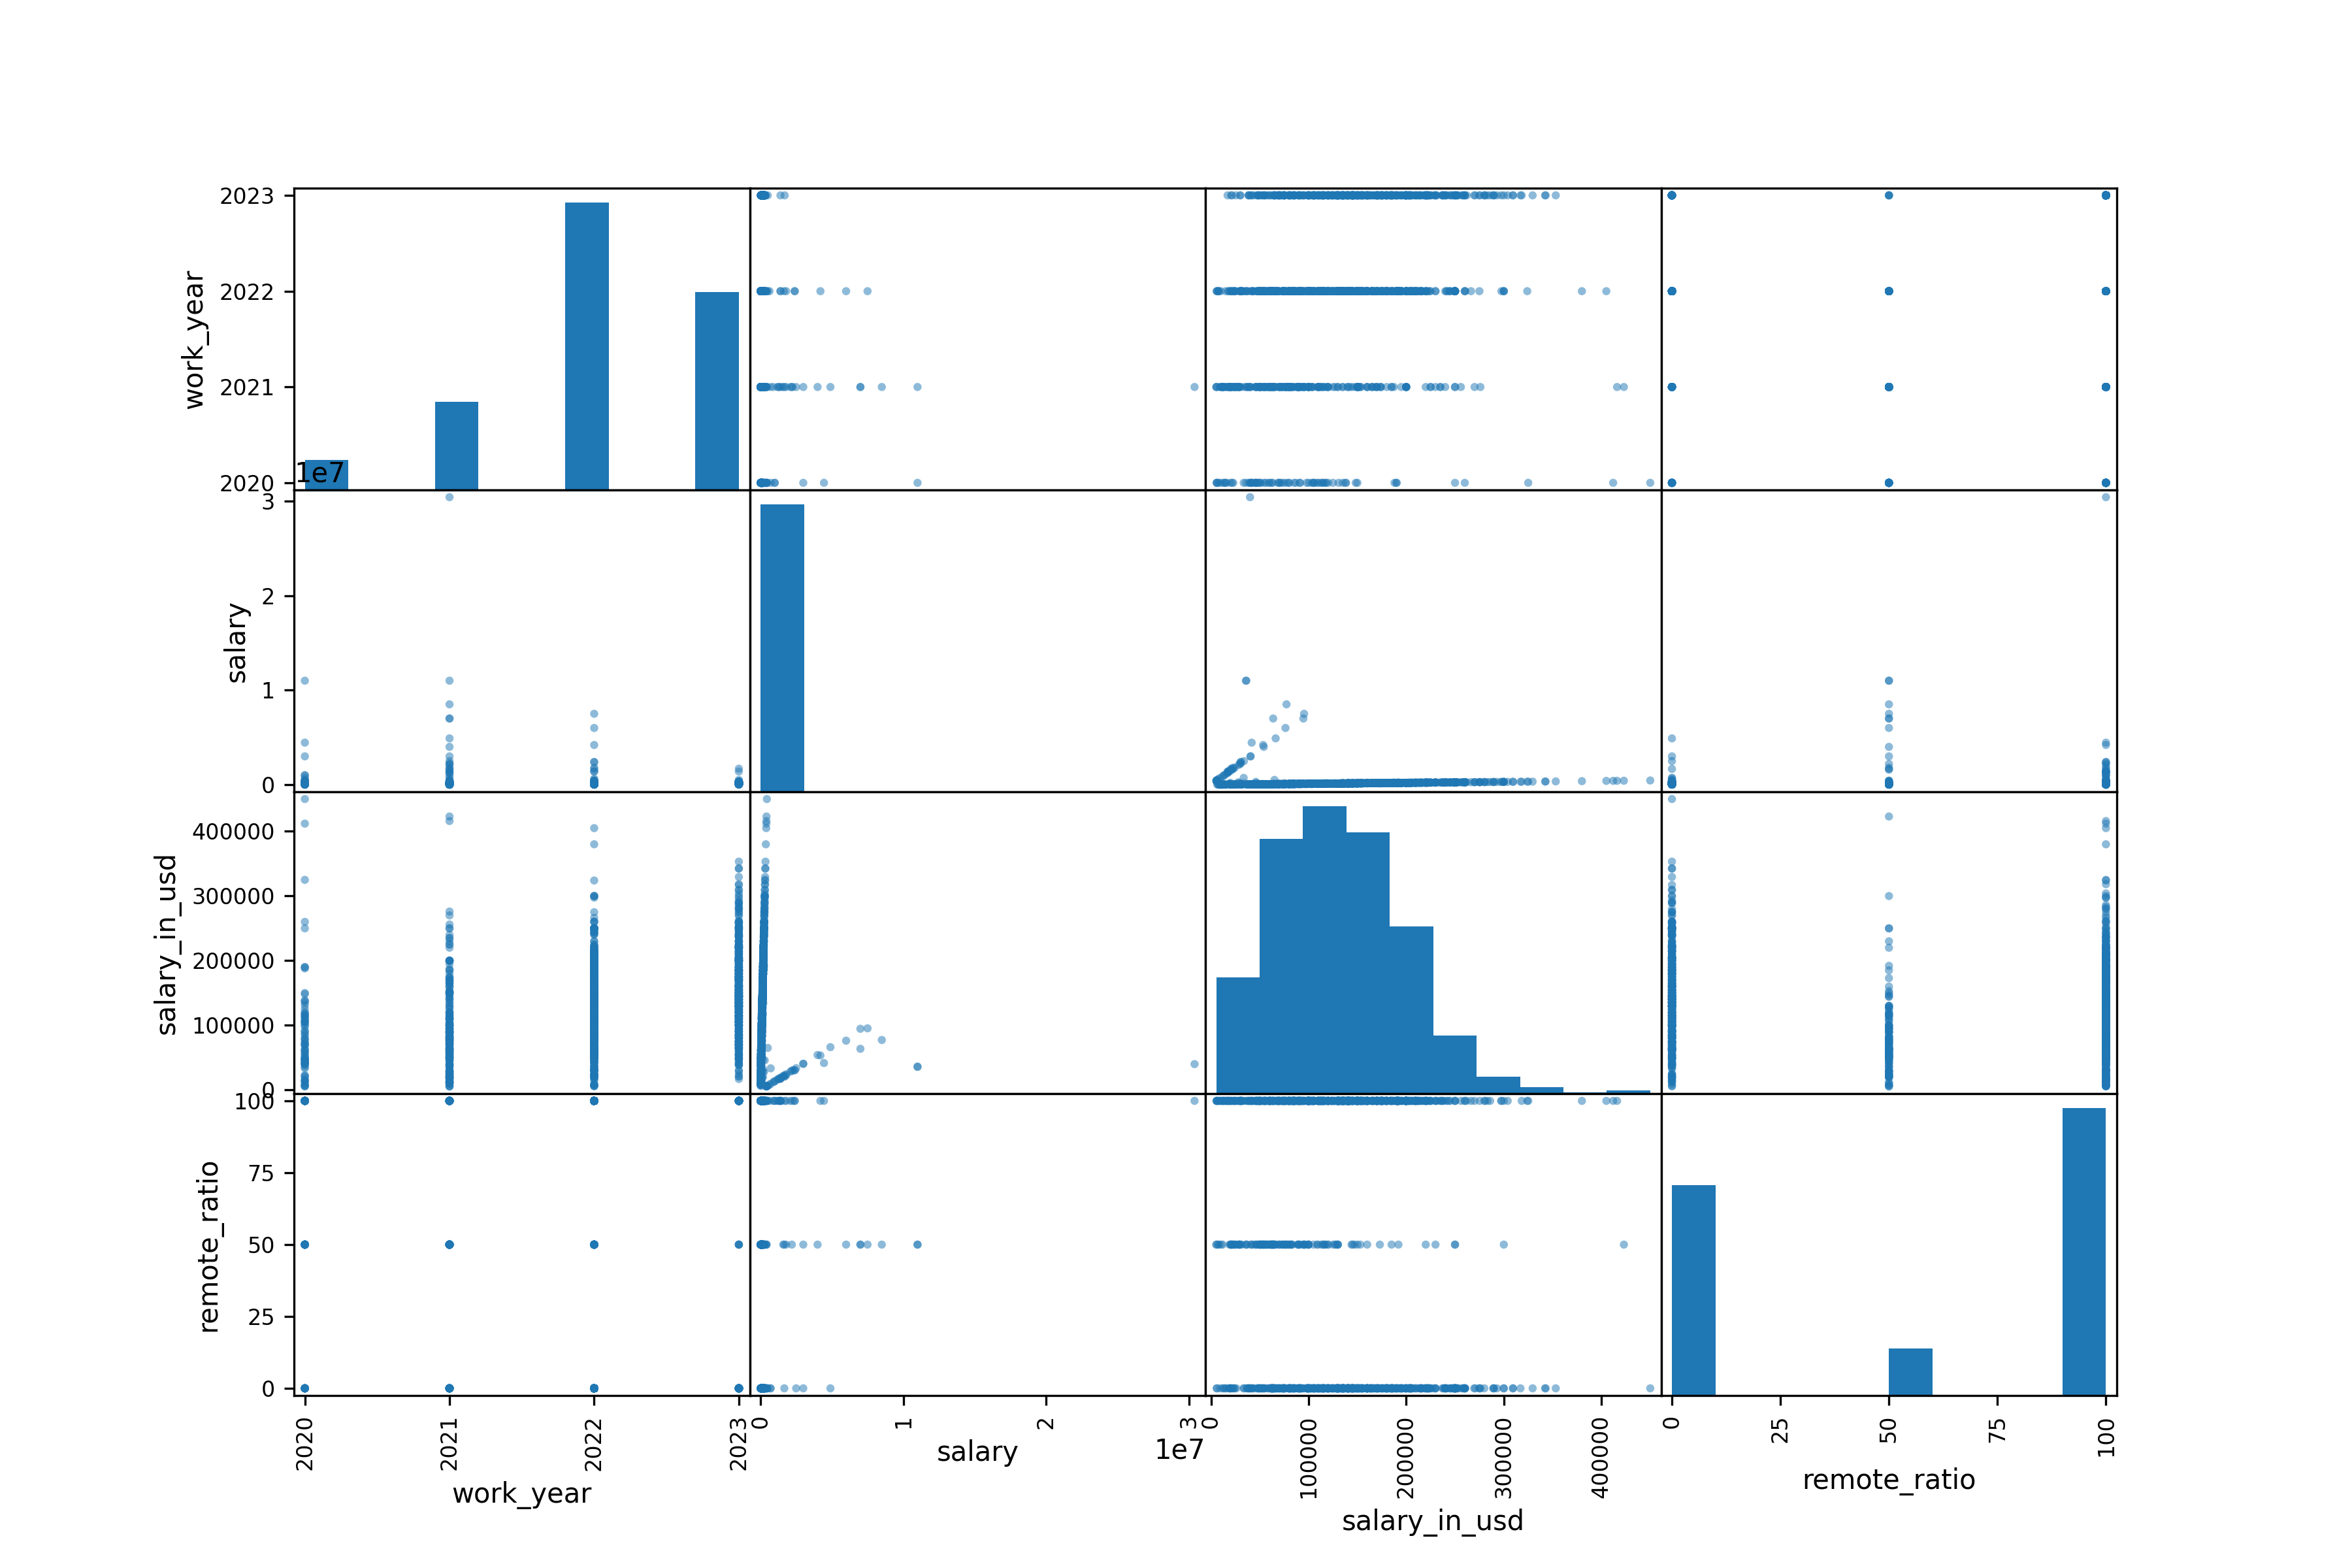 2023
2022
2021
2020
work_year
1e7
3
2
1
0
salary
400000
300000
200000
100000
0
salary_in_usd
100
75
50
25
0
remote_ratio
2020 2021 2022 2023
work_year
0 1 2 3
1e7
salary
0 100000 200000 300000 400000
salary_in_usd
0 25 50 75 100
remote_ratio